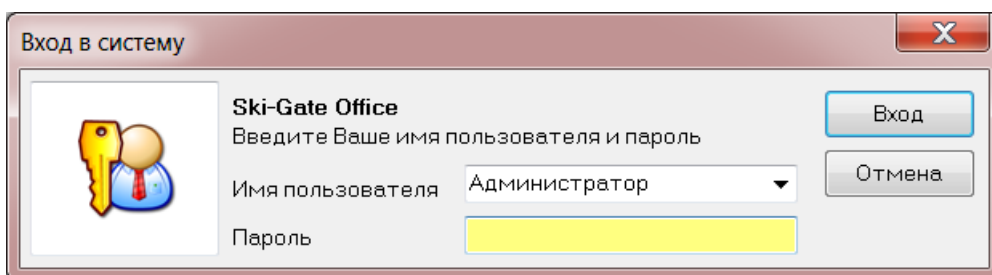 Вход в систему
Ski-Gate Office
Введите Ваше имя пользователя и пароль
Имя пользователя
Администратор
Пароль
Вход
Отмена